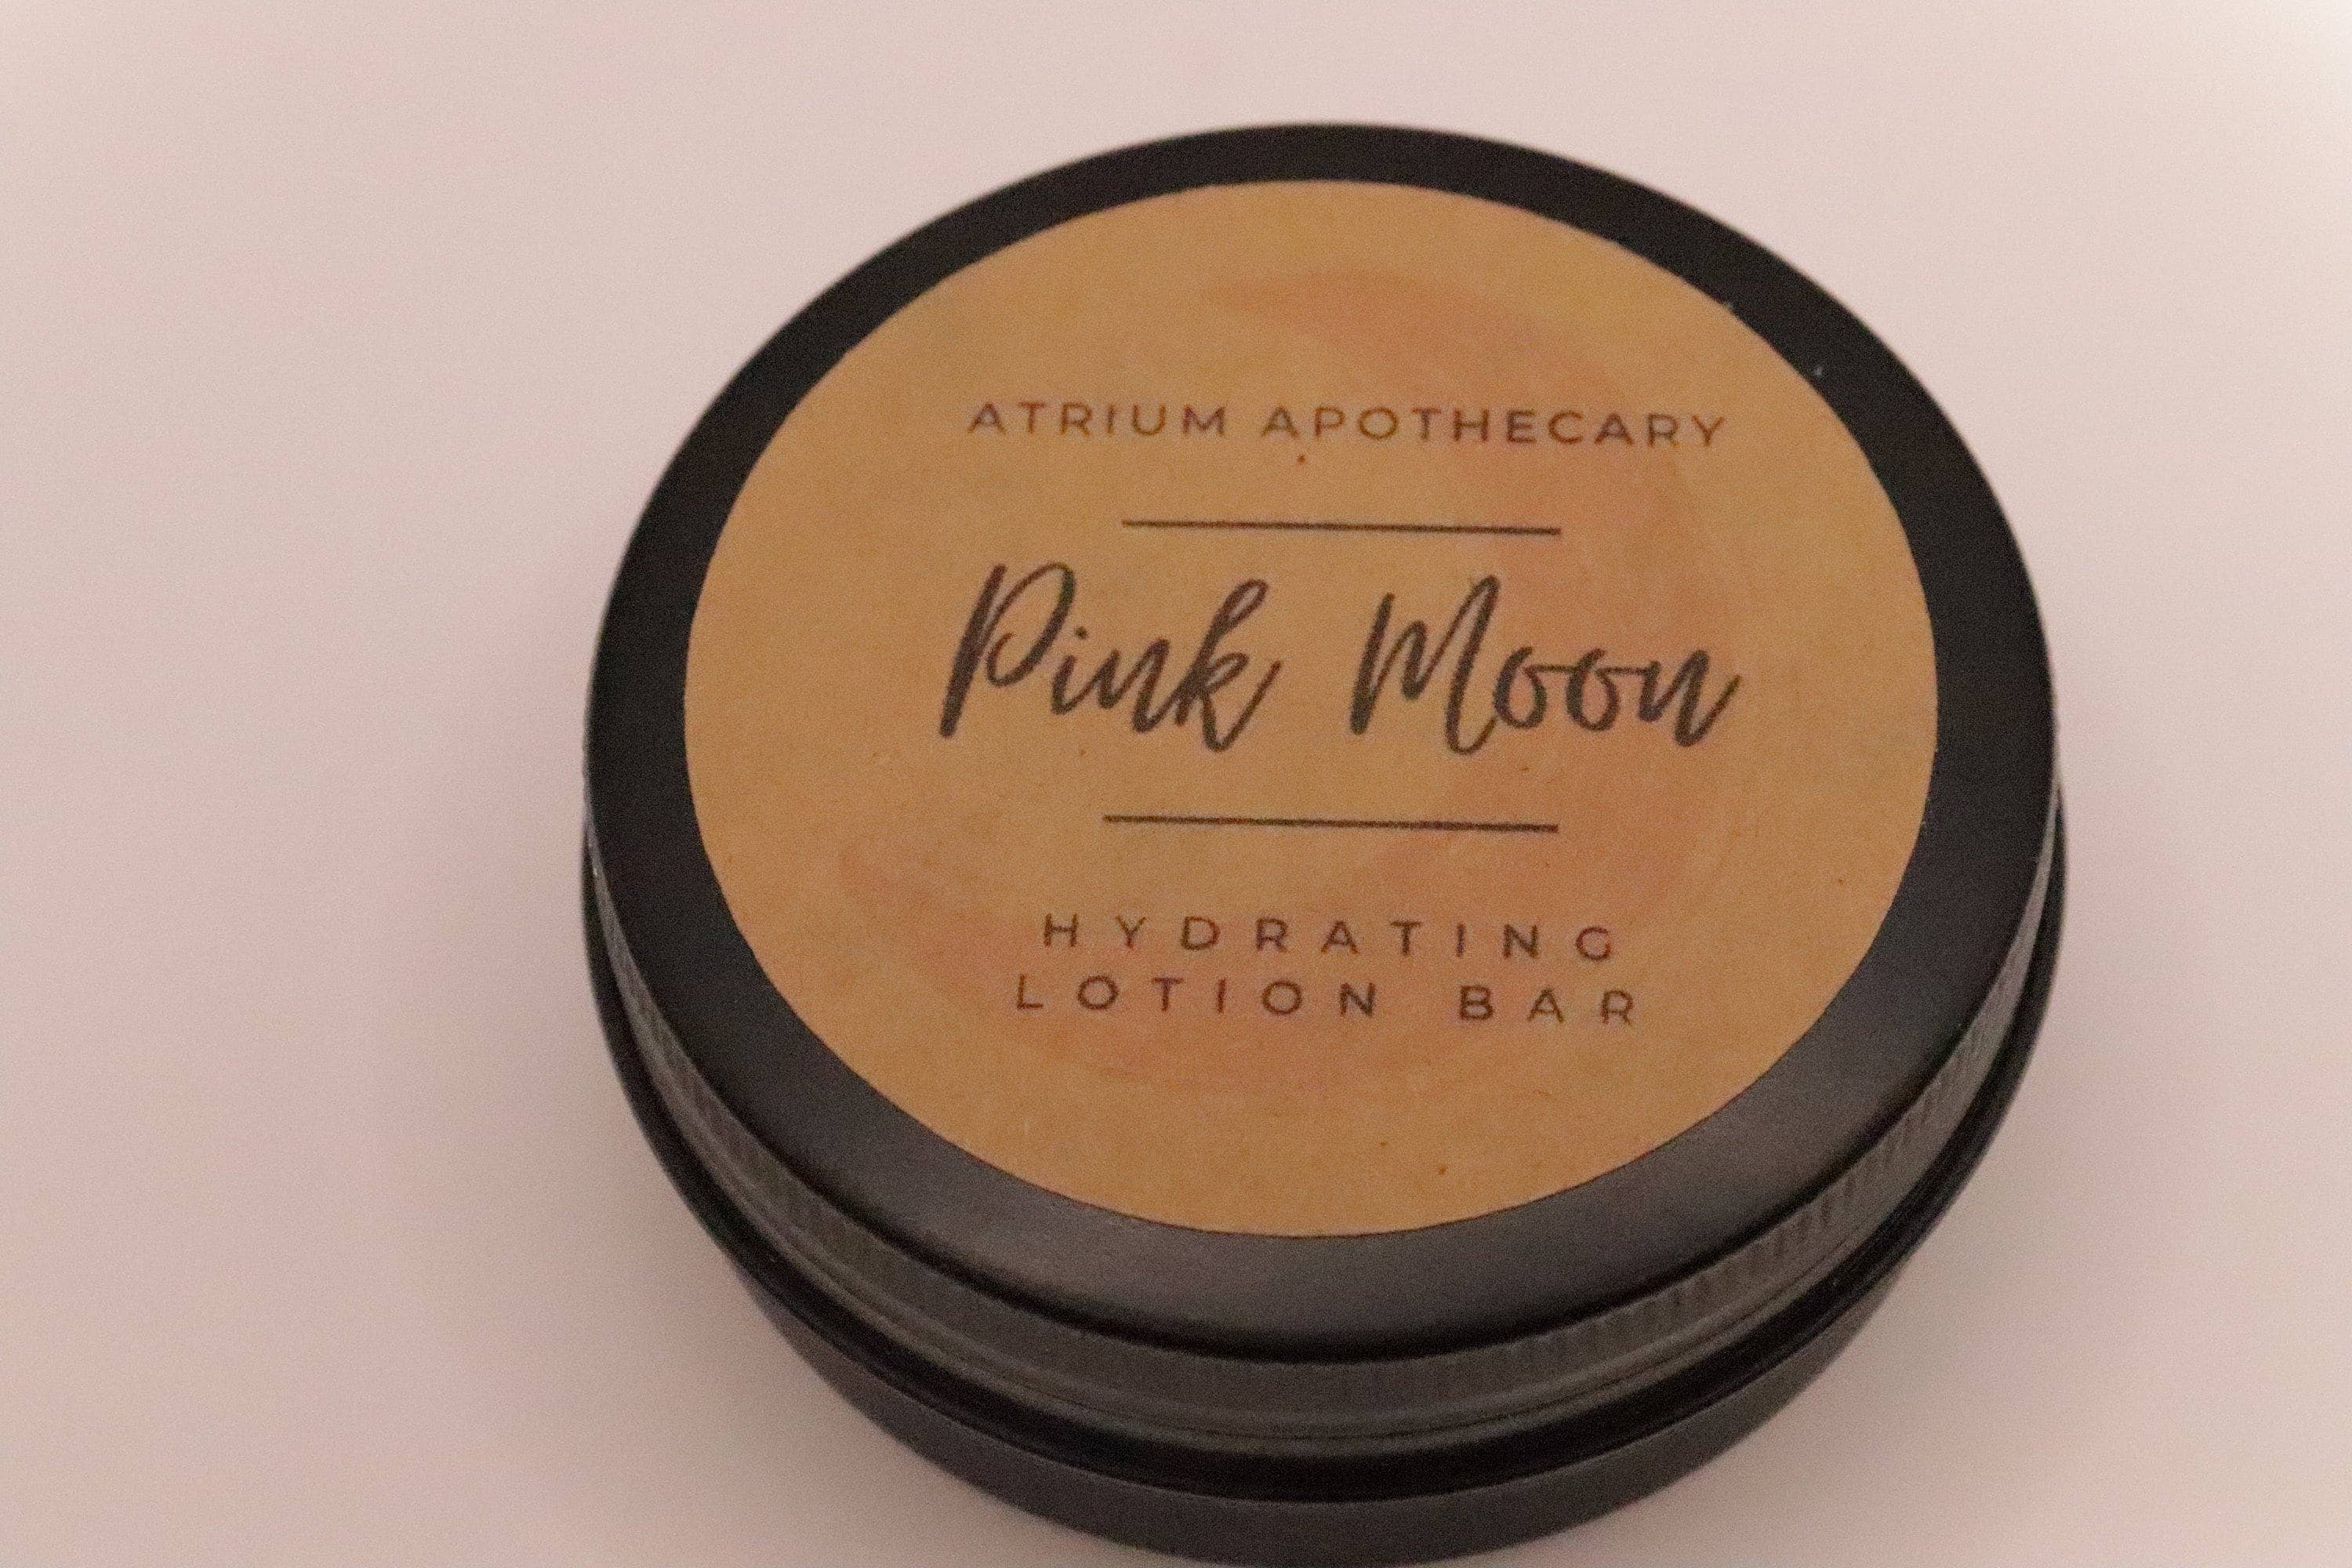 ATRIUM APOTHECARY
Pink Moon
HYDRATING
LOTION BAR